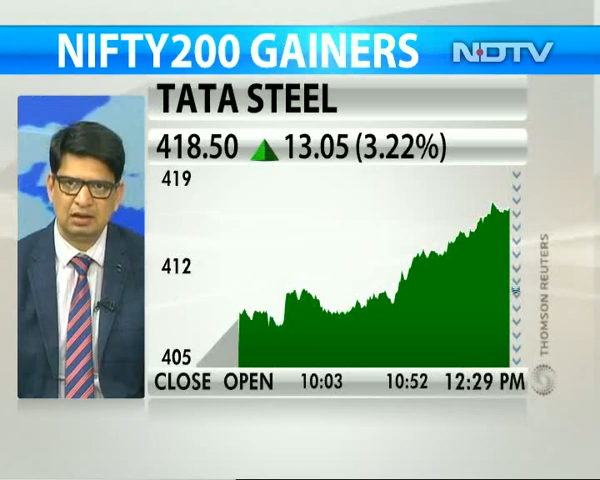 NIFTY200 GAINERS
NDTV
TATA STEEL
418.50 13.05 (3.22%)
419
412
405
CLOSE OPEN 10:03 10:52 12:29 PM
THOMSON REUTERS